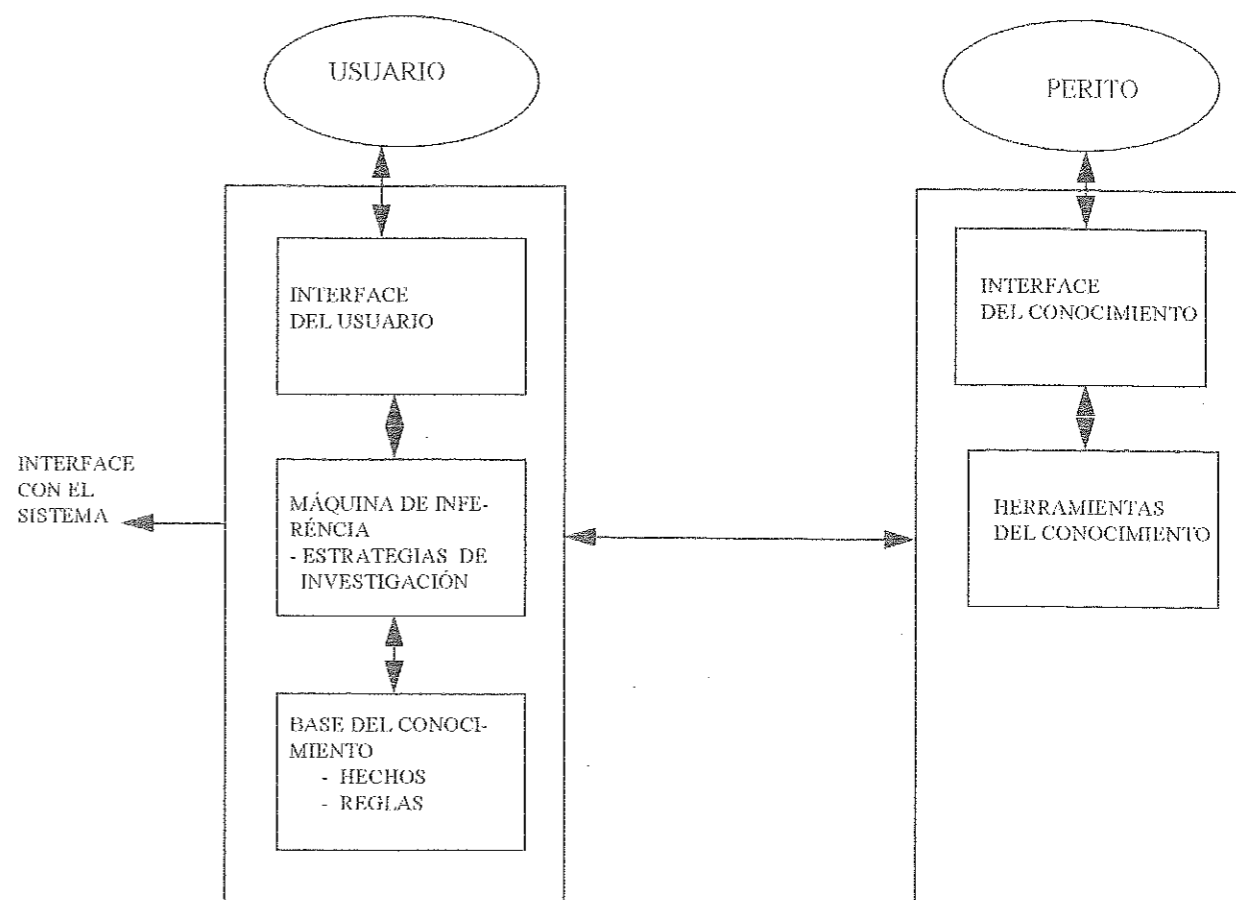 USUARIO
PERITO
INTERFACE
DEL USUARIO
INTERFACE
DEL CONOCIMIENTO
INTERFACE
CON EL
SISTEMA
MÁQUINA DE INFE-
RÉNCIA
- ESTRATEGIAS DE
INVESTIGACIÓN
HERRAMIENTAS
DEL CONOCIMIENTO
BASE DEL CONOCI-
MIENTO
- HECHOS
- REGLAS